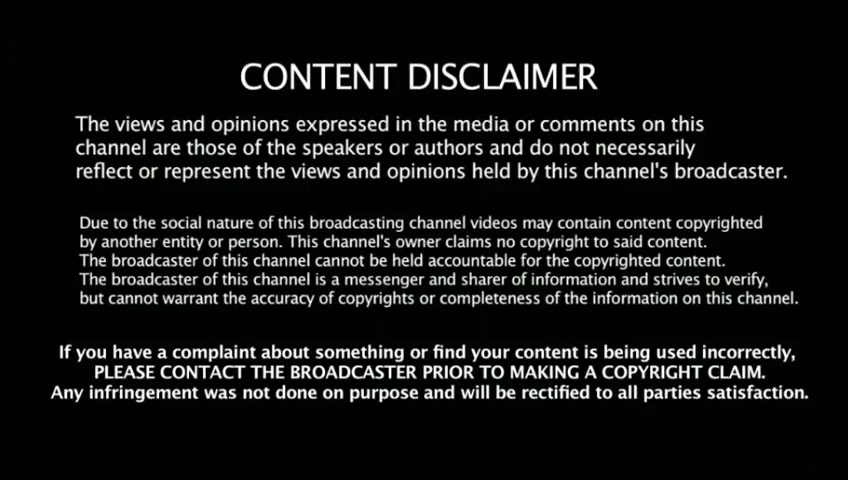 CONTENT DISCLAIMER
The views and opinions expressed in the media or comments on this
channel are those of the speakers or authors and do not necessarily
reflect or represent the views and opinions held by this channel's broadcaster.
Due to the social nature of this broadcasting channel videos may contain content copyrighted
by another entity or person. This channel's owner claims no copyright to said content.
The broadcaster of this channel cannot be held accountable for the copyrighted content.
The broadcaster of this channel is a messenger and sharer of information and strives to verify,
but cannot warrant the accuracy of copyrights or completeness of the information on this channel.
If you have a complaint about something or find your content is being used incorrectly,
PLEASE CONTACT THE BROADCASTER PRIOR TO MAKING A COPYRIGHT CLAIM.
Any infringement was not done on purpose and will be rectified to all parties satisfaction.